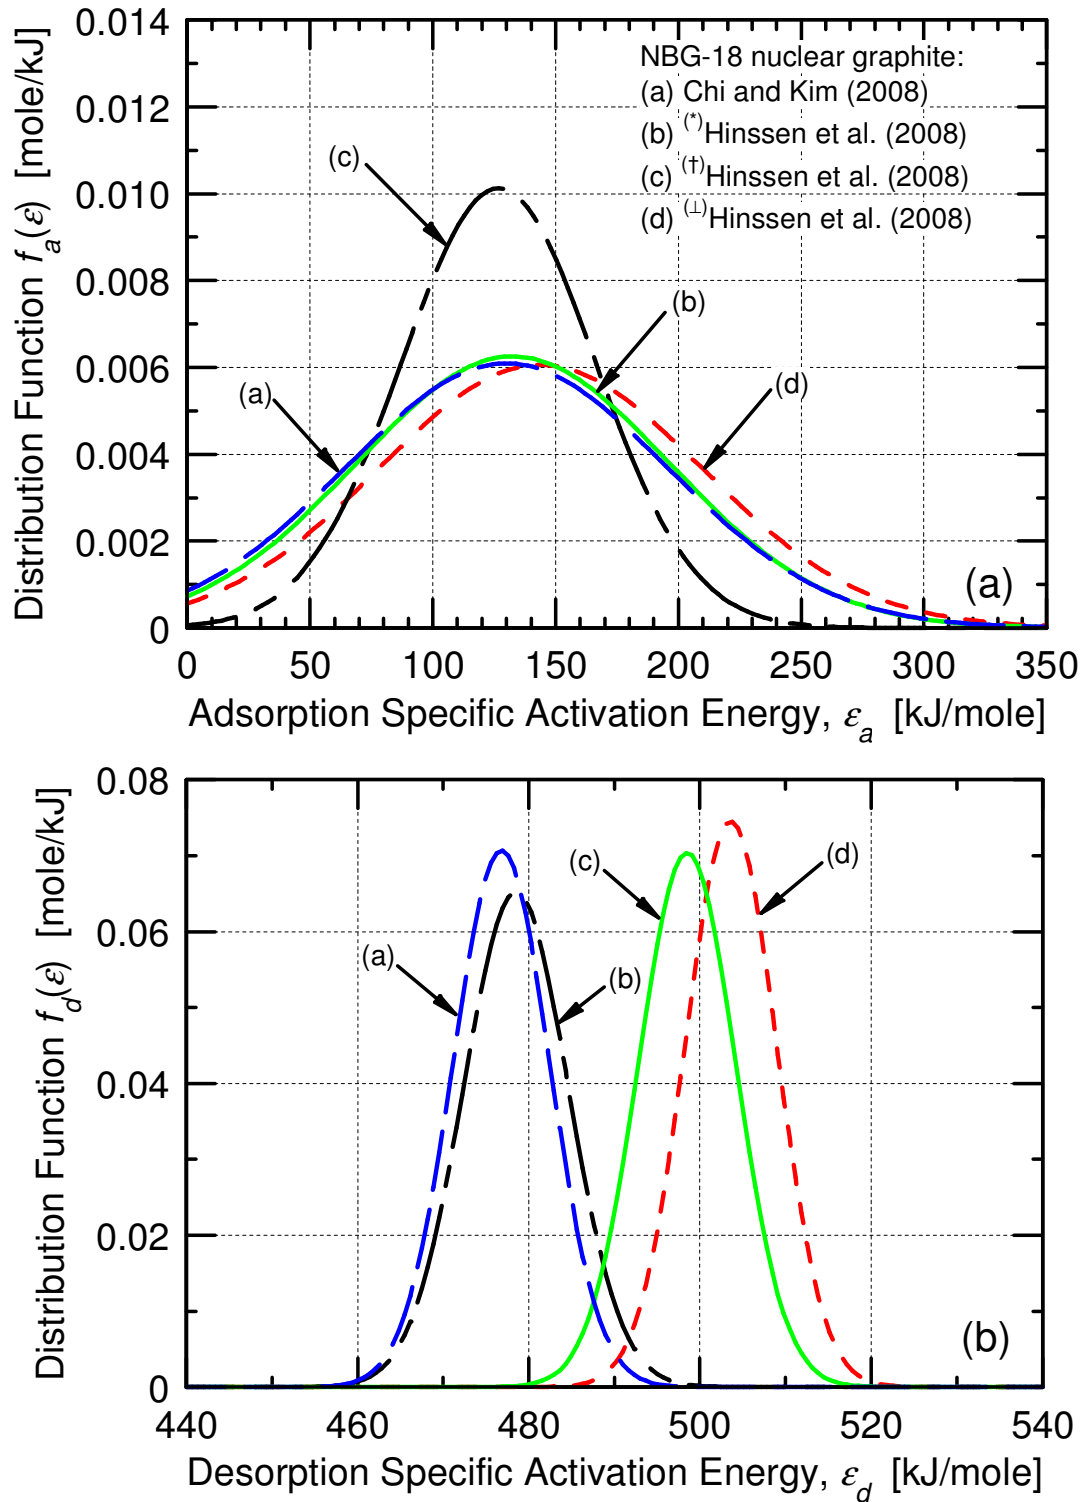 0.014
0.012
0.010
0.008
0.006
0.004
0.002
0
Distribution Function f_a(ε) [mole/kJ]
NBG-18 nuclear graphite:
(a) Chi and Kim (2008)
(b) (*)Hinssen et al. (2008)
(c) (†)Hinssen et al. (2008)
(d) (⊥)Hinssen et al. (2008)
(c)
(b)
(a)
(d)
(a)
0 50 100 150 200 250 300 350
Adsorption Specific Activation Energy, ε_a [kJ/mole]
0.08
0.06
0.04
0.02
0
Distribution Function f_d(ε) [mole/kJ]
(c)
(d)
(a)
(b)
(b)
440 460 480 500 520 540
Desorption Specific Activation Energy, ε_d [kJ/mole]